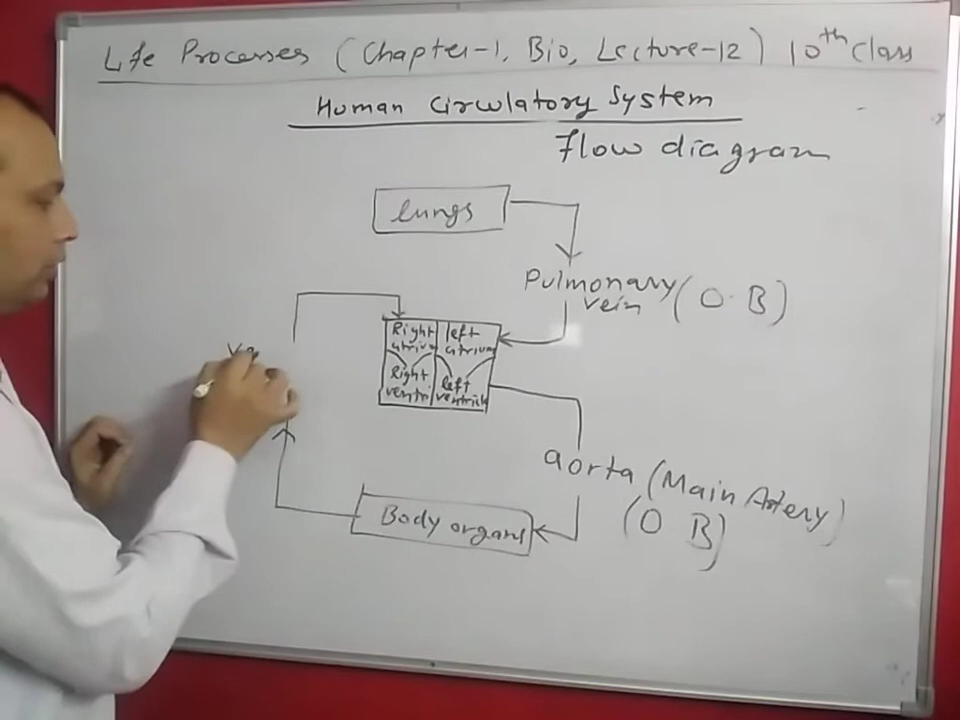 Life Processes (Chapter-1, Bio, Lecture-12) 10th class
Human Circulatory System
Flow diagram
lungs
Pulmonary
vein
(O.B)
Right
atrium
left
atrium
Right
ventri
left
ventricle
aorta (Main Artery)
(O B)
Body organs